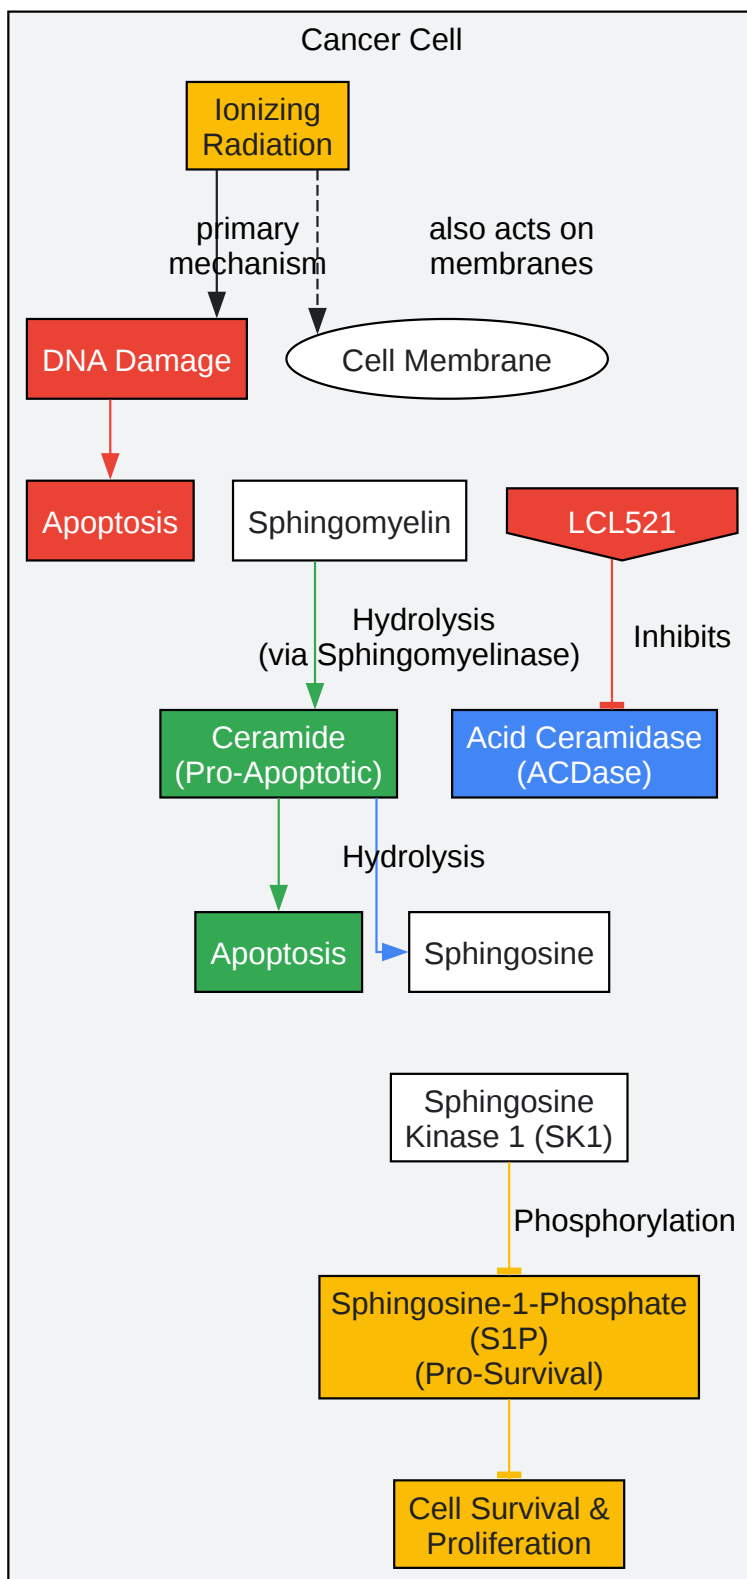 Cancer Cell
Ionizing
Radiation
primary
mechanism
also acts on
membranes
DNA Damage
Cell Membrane
Apoptosis
Sphingomyelin
LCL521
Hydrolysis
(via Sphingomyelinase)
Inhibits
Ceramide
(Pro-Apoptotic)
Acid Ceramidase
(ACDase)
Hydrolysis
Apoptosis
Sphingosine
Sphingosine
Kinase 1 (SK1)
Phosphorylation
Sphingosine-1-Phosphate
(S1P)
(Pro-Survival)
Cell Survival &
Proliferation